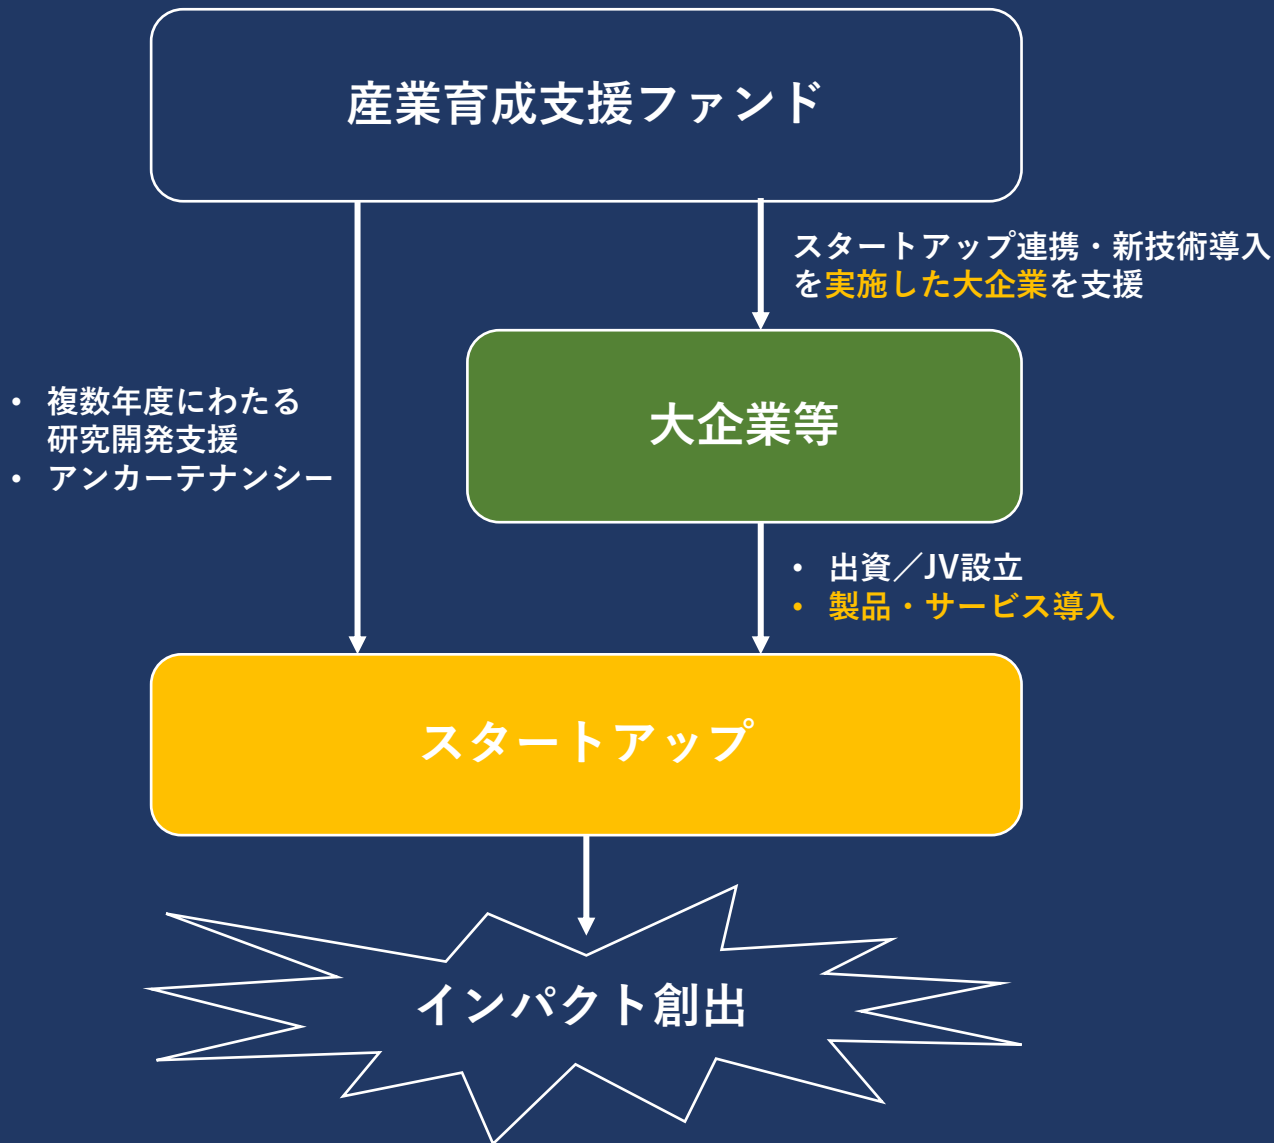 産業育成支援ファンド
スタートアップ連携・新技術導入
を実施した大企業を支援
• 複数年度にわたる
研究開発支援
• アンカーテナンシー
大企業等
• 出資／JV設立
• 製品・サービス導入
スタートアップ
インパクト創出